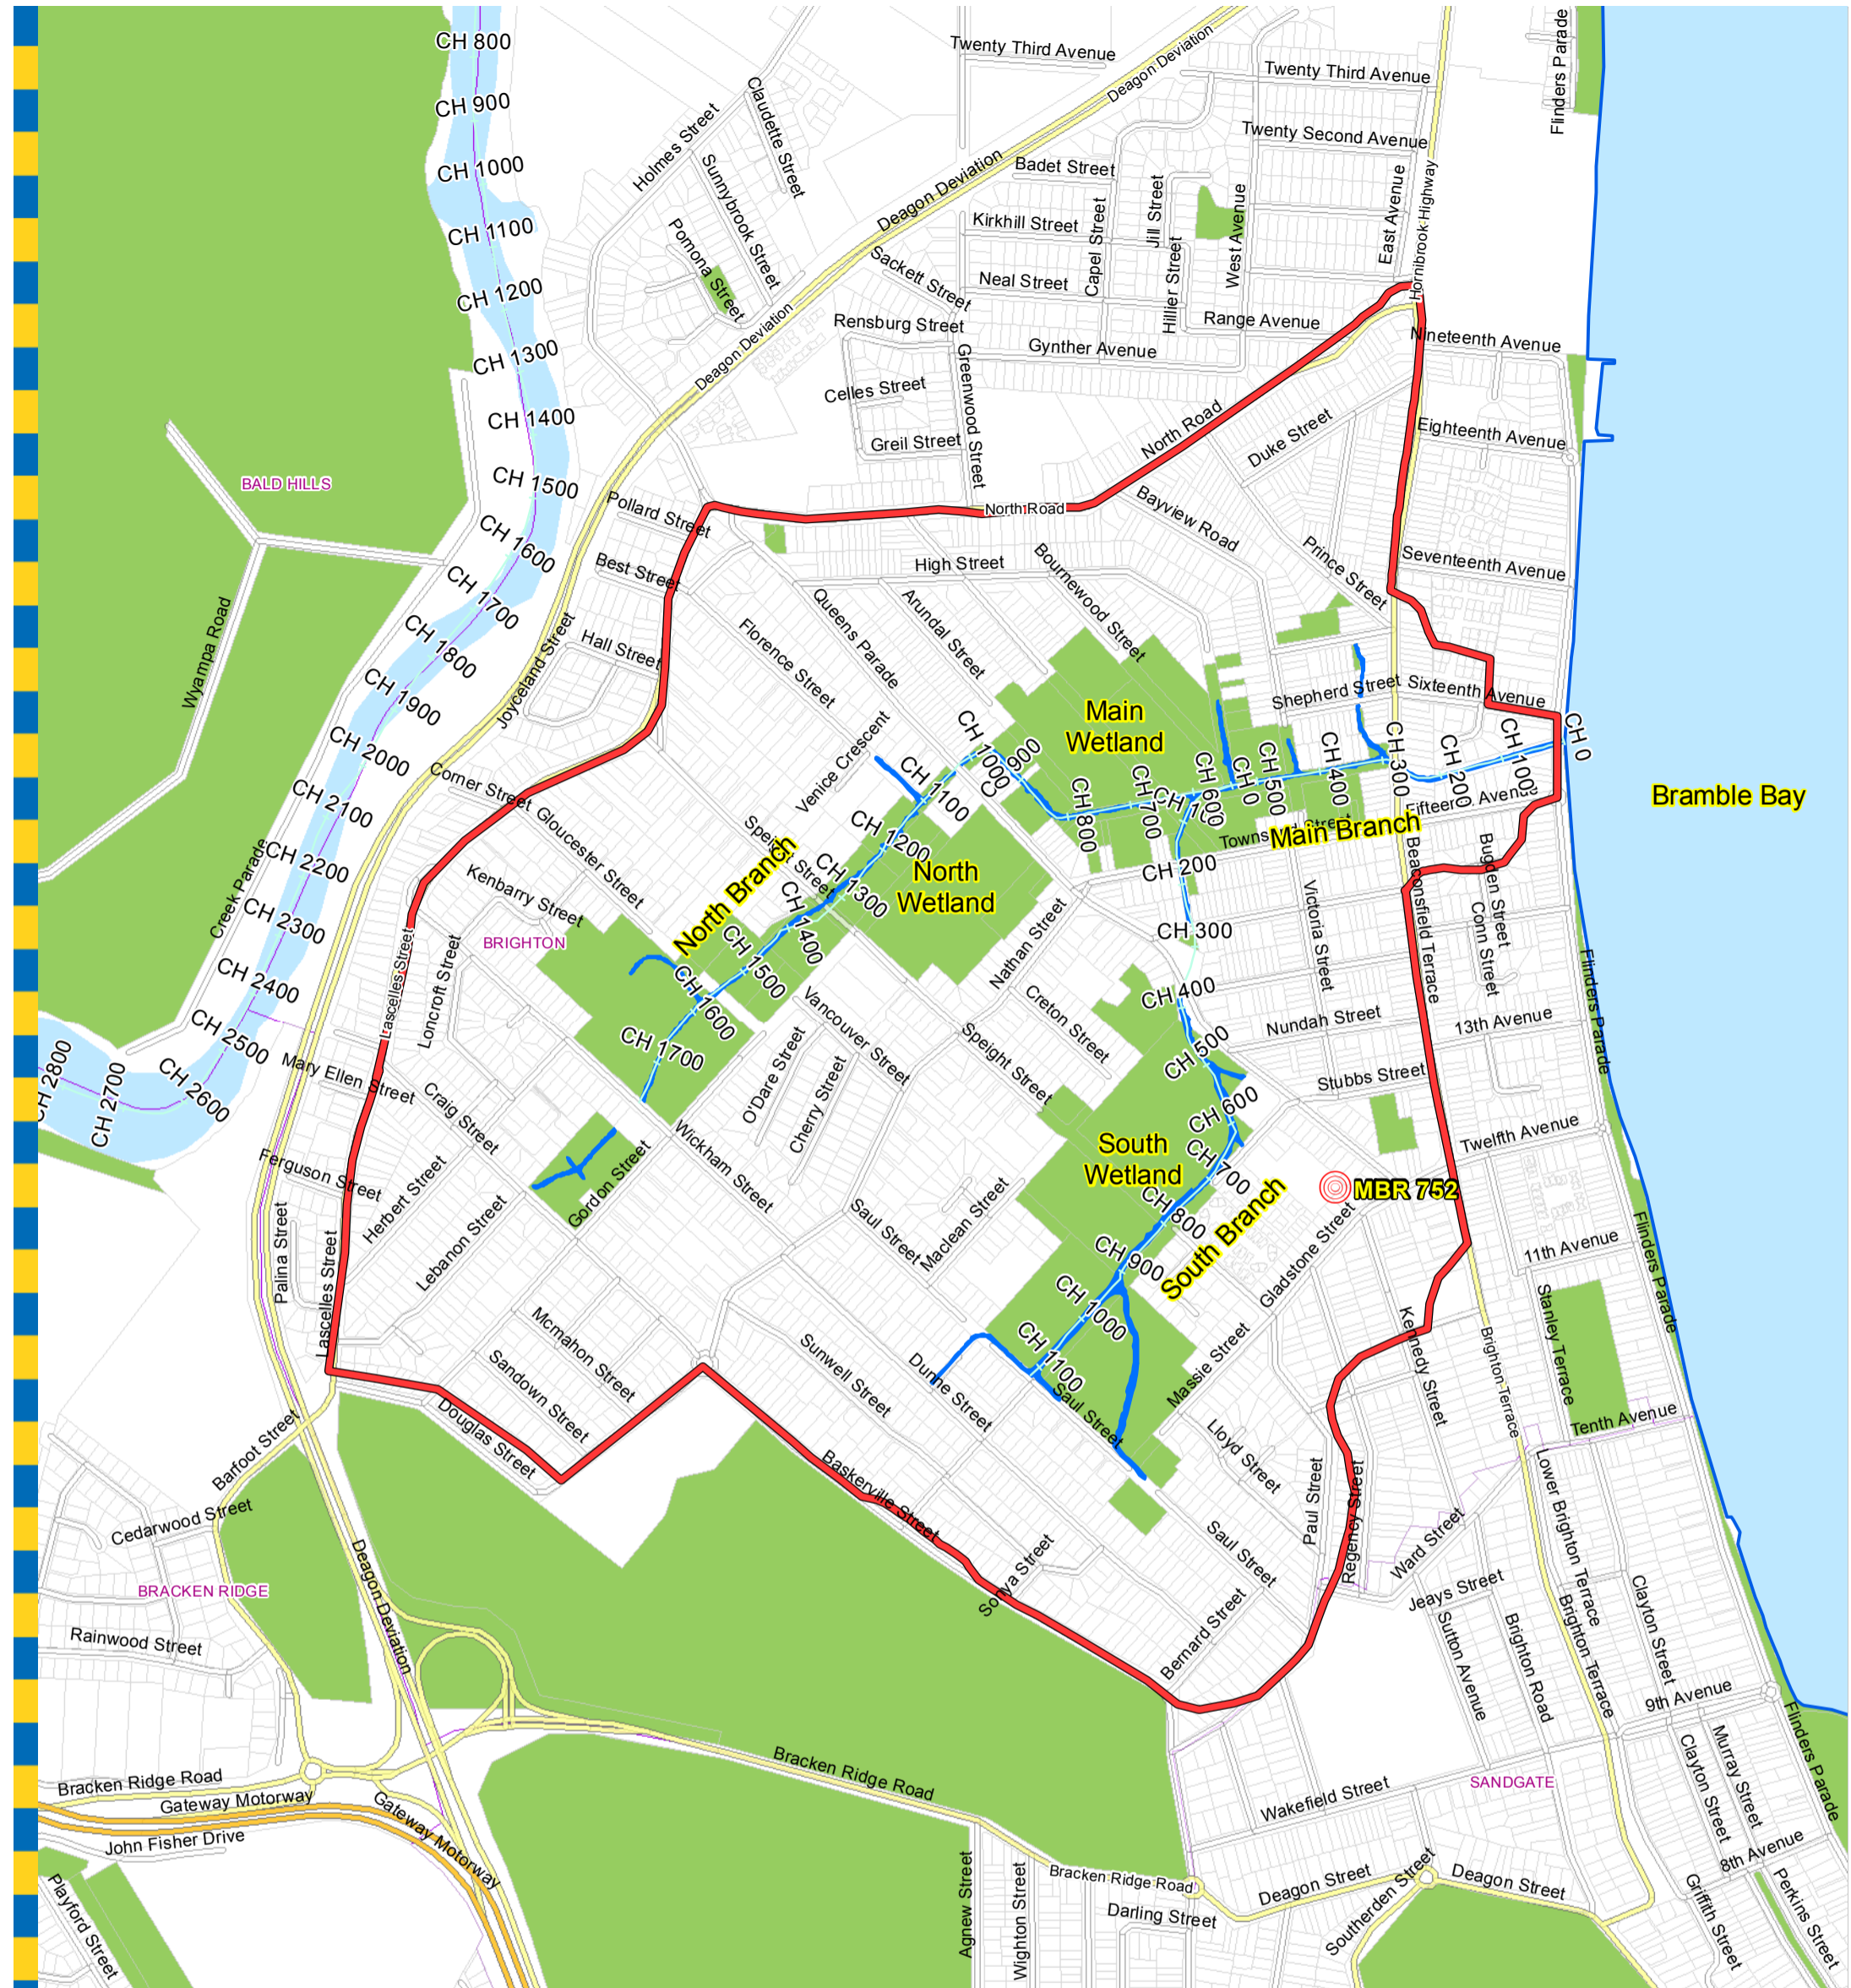 CH 800
Twenty Third Avenue
Deagon Deviation
Twenty Third Avenue
Flinders Parade
CH 900
Claudette Street
Holmes Street
Twenty Second Avenue
CH 1000
Sunnybrook Street
Deagon Deviation
Badet Street
Jill Street
West Avenue
East Avenue
Hornibrook Highway
CH 1100
Pomona Street
Kirkhill Street
Capel Street
Hillier Street
Sackett Street
Neal Street
CH 1200
Deagon Deviation
Rensburg Street
Range Avenue
Nineteenth Avenue
CH 1300
Gynther Avenue
Greenwood Street
Celles Street
CH 1400
North Road
Duke Street
Eighteenth Avenue
Greil Street
BALD HILLS
CH 1500
Pollard Street
North Road
Bayview Road
CH 1600
Best Street
High Street
Bournewood Street
Prince Street
Seventeenth Avenue
CH 1700
Wyampa Road
Queens Parade
Arundal Street
CH 1800
Hall Street
Florence Street
Joyceland Street
CH 1900
Shepherd Street
Sixteenth Avenue
Main
Wetland
CH 2000
Venice Crescent
CH 1000
CH 900
CH 800
CH 700
CH 100
CH 600
CH 0
CH 500
CH 400
CH 300
CH 200
CH 100
CH 0
Corner Street
CH 1100
CH 2100
Gloucester Street
Fifteenth Avenue
Bramble Bay
Speight Street
CH 1200
Main Branch
CH 2200
Creek Parade
North Branch
CH 1300
North
Wetland
CH 200
Beaconsfield Terrace
Kenbarry Street
CH 1400
Victoria Street
Bugden Street
Conn Street
CH 2300
BRIGHTON
CH 1500
Nathan Street
CH 300
CH 2400
Lascelles Street
Loncroft Street
CH 1600
Vancouver Street
Creton Street
CH 400
Flinders Parade
CH 2500
CH 1700
O'Dare Street
Speight Street
Nundah Street
13th Avenue
CH 500
CH 2800
CH 2700
CH 2600
Mary Ellen Street
Craig Street
Cherry Street
Stubbs Street
CH 600
Wickham Street
South
Wetland
Twelfth Avenue
CH 700
Ferguson Street
Herbert Street
Gordon Street
MBR 752
CH 800
Palina Street
Lascelles Street
Lebanon Street
Saul Street
Maclean Street
CH 900
South Branch
Gladstone Street
11th Avenue
Flinders Parade
CH 1000
Mcmahon Street
Sunwell Street
Dunne Street
CH 1100
Massie Street
Kennedy Street
Brighton Terrace
Stanley Terrace
Sandown Street
Douglas Street
Saul Street
Tenth Avenue
Barfoot Street
Baskerville Street
Lloyd Street
Paul Street
Regency Street
Lower Brighton Terrace
Cedarwood Street
Deagon Deviation
Saul Street
Ward Street
Sonya Street
Jeays Street
BRACKEN RIDGE
Clayton Street
Brighton Terrace
Rainwood Street
Bernard Street
Sutton Avenue
Brighton Road
9th Avenue
Flinders Parade
Bracken Ridge Road
Bracken Ridge Road
Clayton Street
Murray Street
Gateway Motorway
SANDGATE
Wakefield Street
Gateway Motorway
John Fisher Drive
8th Avenue
Playford Street
Agnew Street
Wighton Street
Bracken Ridge Road
Deagon Street
Southerden Street
Deagon Street
Griffith Street
Perkins Street
Darling Street